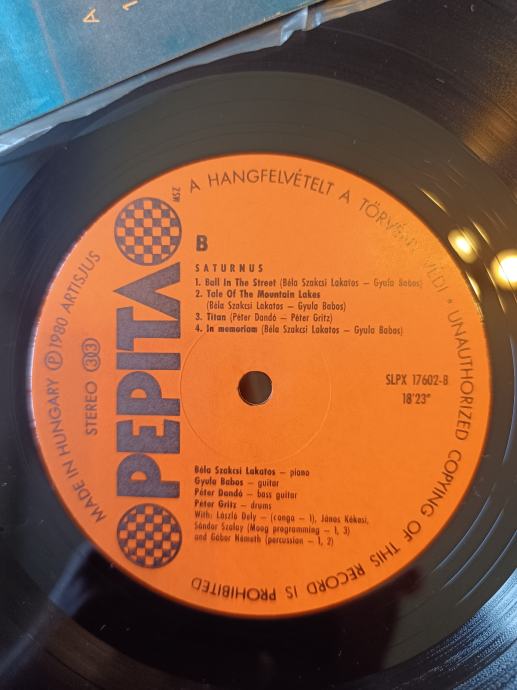 A HANGFELVÉTELT A TÖRVÉNY VÉDI • UNAUTHORIZED COPYING OF THIS RECORD IS PROHIBITED
MADE IN HUNGARY Ⓟ 1980 ARTISJUS
STEREO 33
PEPITA
MSZ
B
SATURNUS
1. Ball In The Street (Béla Szakcsi Lakatos – Gyula Babos)
2. Tale Of The Mountain Lakes
(Béla Szakcsi Lakatos – Gyula Babos)
3. Titan (Péter Dandó – Péter Gritz)
4. In memoriam (Béla Szakcsi Lakatos – Gyula Babos)
SLPX 17602-B
18'23"
Béla Szakcsi Lakatos – piano
Gyula Babos – guitar
Péter Dandó – bass guitar
Péter Gritz – drums
With: László Dely – (conga – 1), János Kőkosi,
Sándor Szalay (Moog programming – 1, 3)
and Gábor Németh (percussion – 1, 2)